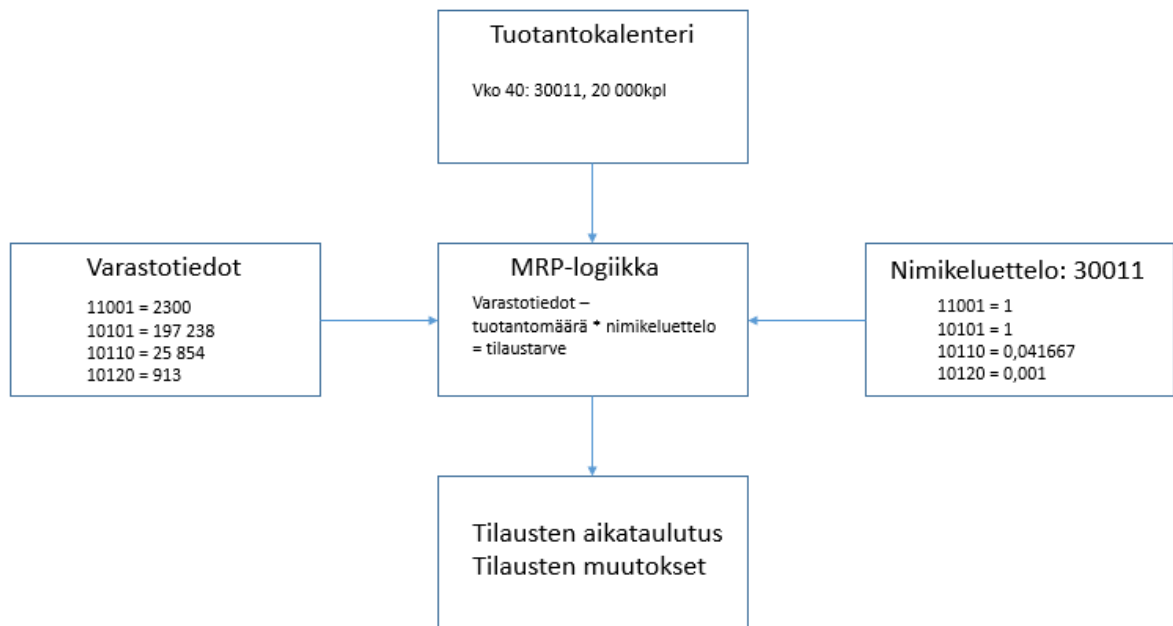 Tuotantokalenteri
Vko 40: 30011, 20 000kpl
Varastotiedot
11001 = 2300
10101 = 197 238
10110 = 25 854
10120 = 913
MRP-logiikka
Varastotiedot –
tuotantomäärä * nimikeluettelo
= tilaustarve
Nimikeluettelo: 30011
11001 = 1
10101 = 1
10110 = 0,041667
10120 = 0,001
Tilausten aikataulutus
Tilausten muutokset